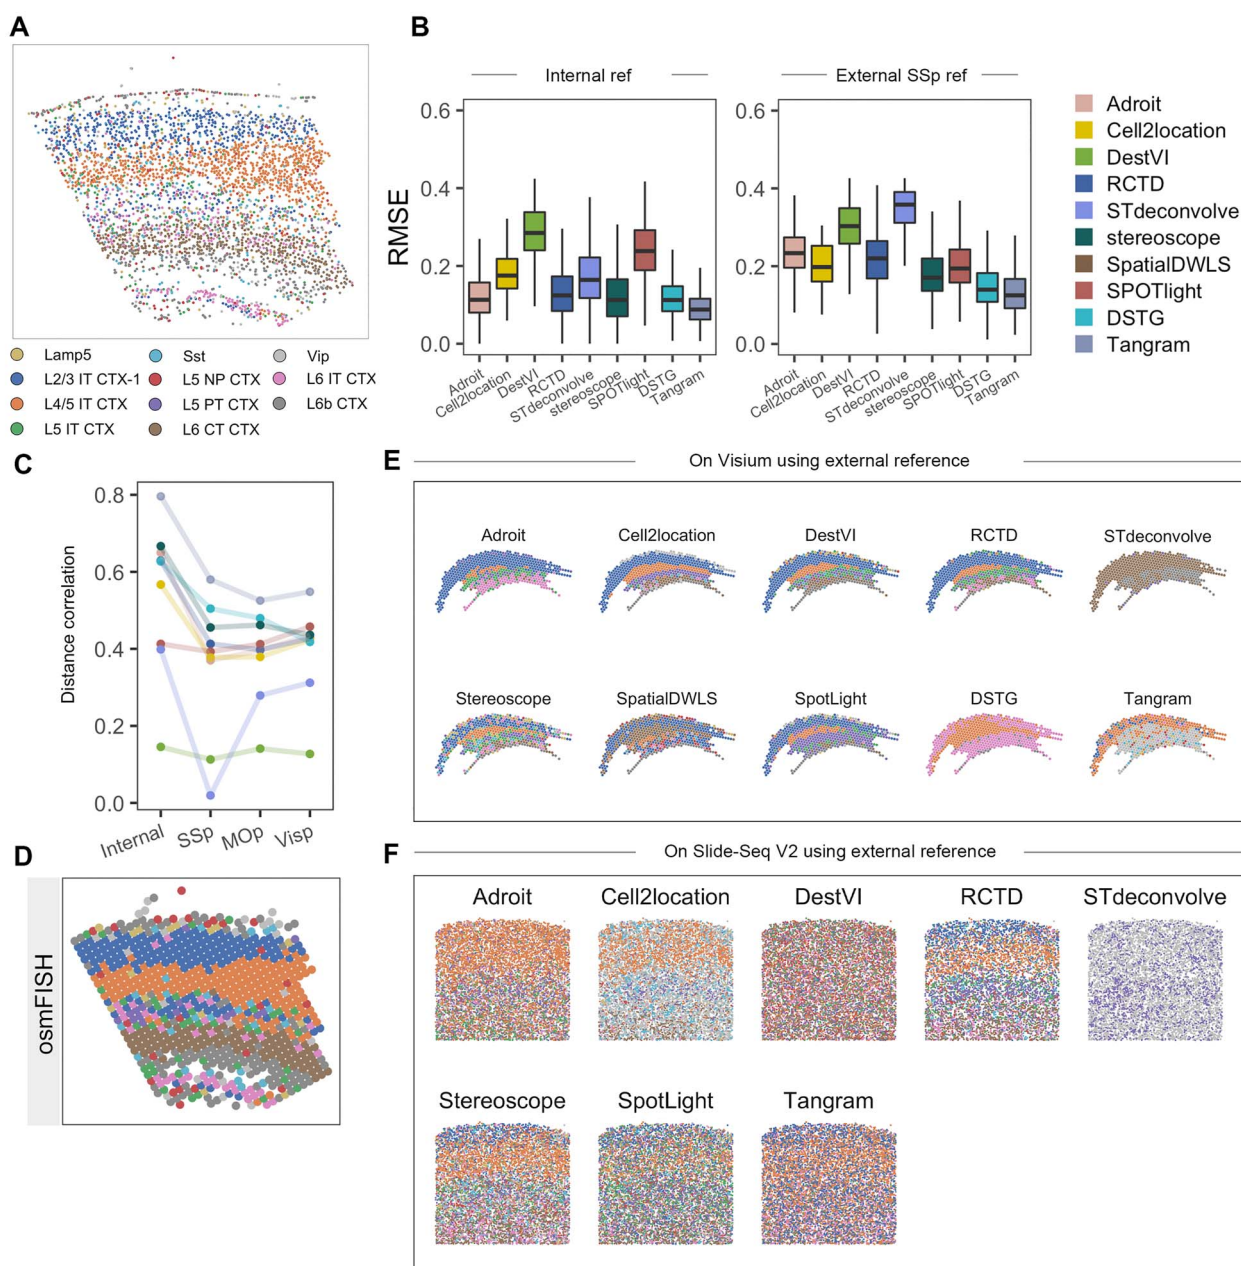 A
B
Internal ref
External SSp ref
RMSE
0.6
0.4
0.2
0.0
Adroit
Cell2location
DestVI
RCTD
STdeconvolve
stereoscope
SPOTlight
DSTG
Tangram
0.6
0.4
0.2
0.0
Adroit
Cell2location
DestVI
RCTD
STdeconvolve
stereoscope
SPOTlight
DSTG
Tangram
Adroit
Cell2location
DestVI
RCTD
STdeconvolve
stereoscope
SpatialDWLS
SPOTlight
DSTG
Tangram
Lamp5
Sst
Vip
L2/3 IT CTX-1
L5 NP CTX
L6 IT CTX
L4/5 IT CTX
L5 PT CTX
L6b CTX
L5 IT CTX
L6 CT CTX
C
Distance correlation
0.8
0.6
0.4
0.2
0.0
Internal
SSp
MOp
Visp
D
osmFISH
E
On Visium using external reference
Adroit
Cell2location
DestVI
RCTD
STdeconvolve
Stereoscope
SpatialDWLS
SpotLight
DSTG
Tangram
F
On Slide-Seq V2 using external reference
Adroit
Cell2location
DestVI
RCTD
STdeconvolve
Stereoscope
SpotLight
Tangram